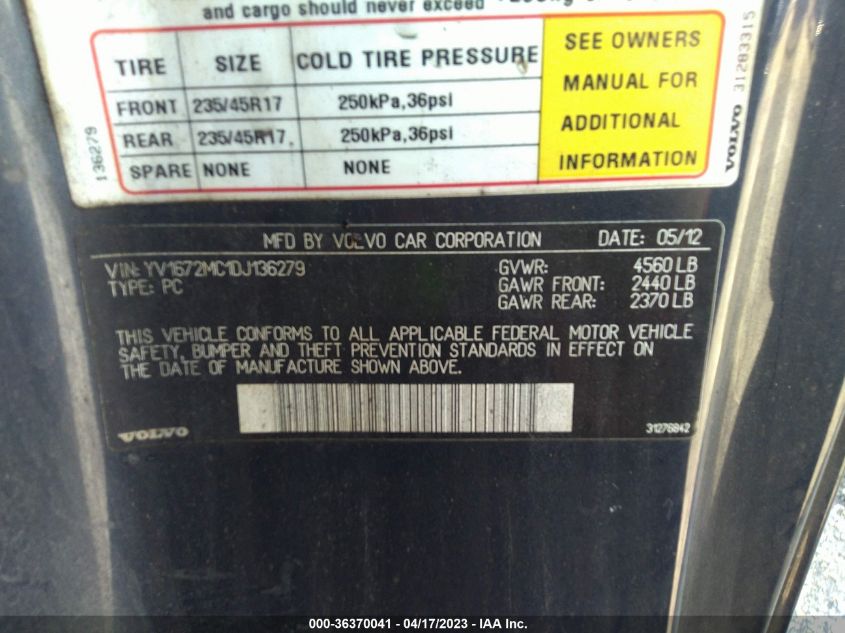 and cargo should never exceed
TIRE SIZE COLD TIRE PRESSURE
FRONT 235/45R17 250kPa,36psi
REAR 235/45R17 250kPa,36psi
SPARE NONE NONE
SEE OWNERS
MANUAL FOR
ADDITIONAL
INFORMATION
136279
VOLVO 31283315
MFD BY VOLVO CAR CORPORATION DATE: 05/12
VIN: YV1672MC1DJ136279 GVWR: 4560 LB
TYPE: PC GAWR FRONT: 2440 LB
GAWR REAR: 2370 LB
THIS VEHICLE CONFORMS TO ALL APPLICABLE FEDERAL MOTOR VEHICLE
SAFETY, BUMPER AND THEFT PREVENTION STANDARDS IN EFFECT ON
THE DATE OF MANUFACTURE SHOWN ABOVE.
VOLVO 31276842
000-36370041 - 04/17/2023 - IAA Inc.